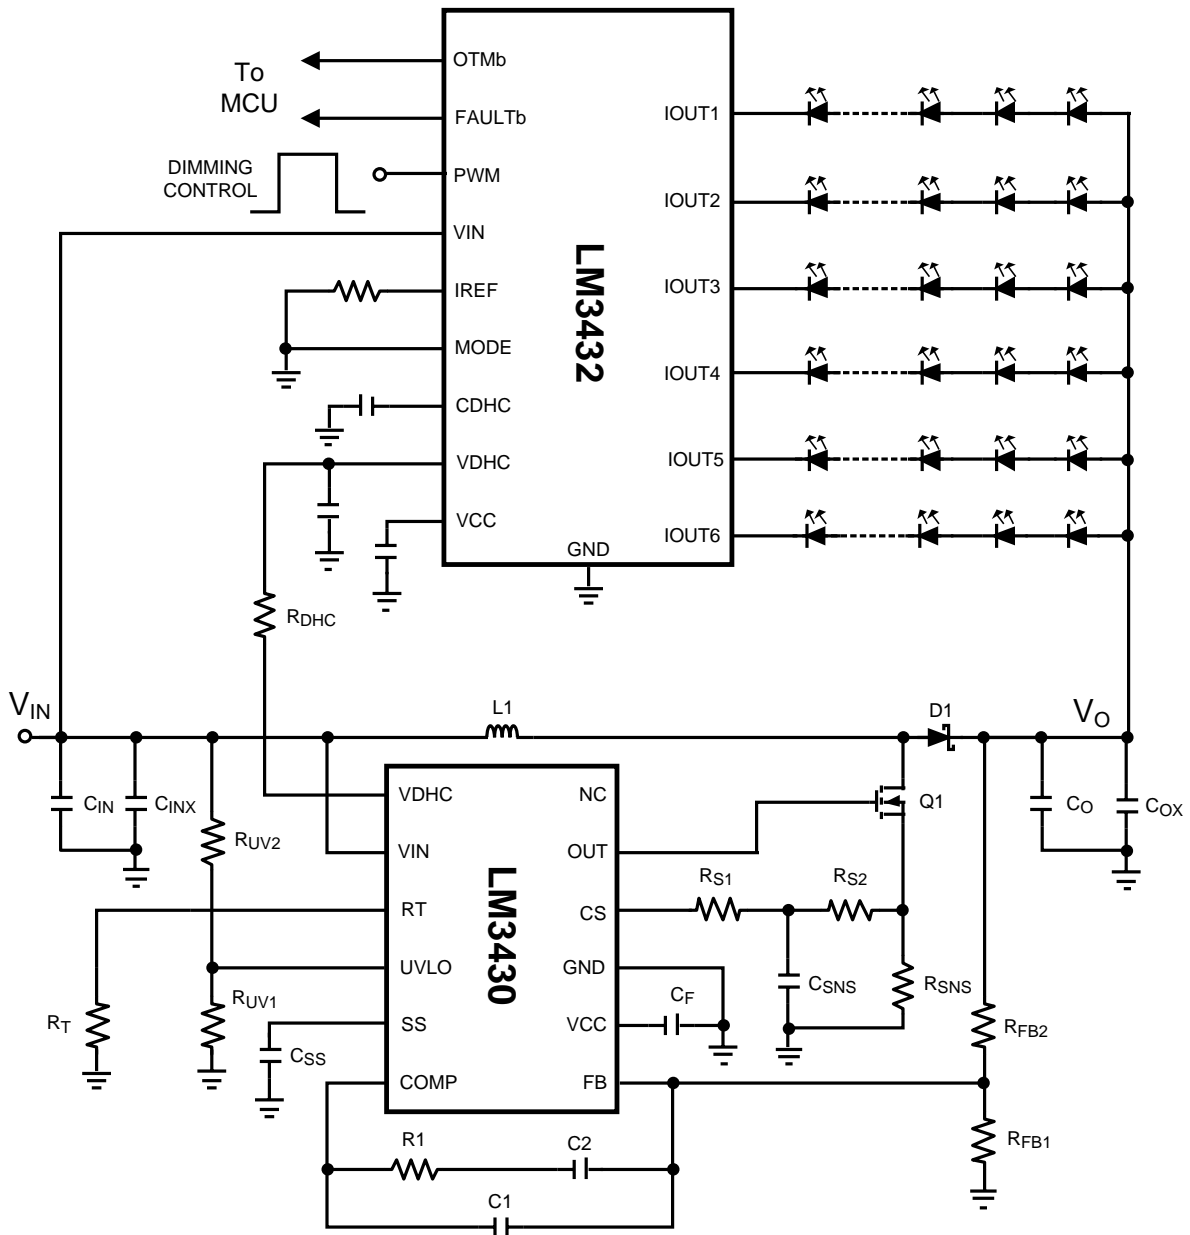 To
MCU
DIMMING
CONTROL
OTMb
FAULTb
PWM
VIN
IREF
MODE
CDHC
VDHC
VCC
GND
LM3432
IOUT1
IOUT2
IOUT3
IOUT4
IOUT5
IOUT6
RDHC
VIN
L1
D1
VO
CIN
CINX
RUV2
RUV1
RT
CSS
VDHC
VIN
RT
UVLO
SS
COMP
LM3430
NC
OUT
CS
GND
VCC
FB
Q1
RS1
RS2
CSNS
RSNS
CF
CO
COX
RFB2
RFB1
R1
C2
C1